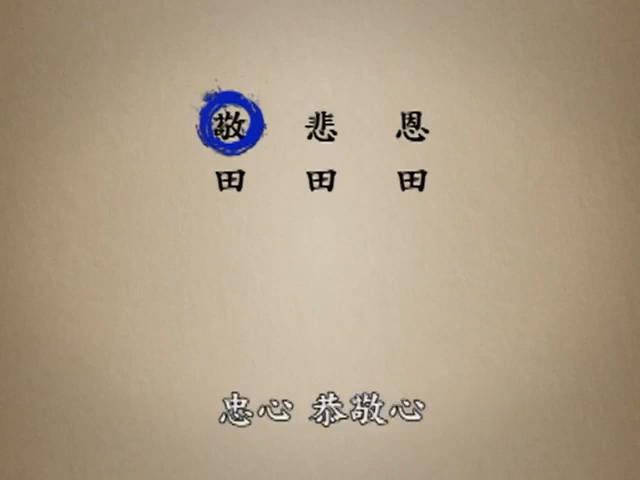 敬 悲 恩
田 田 田
忠心 恭敬心